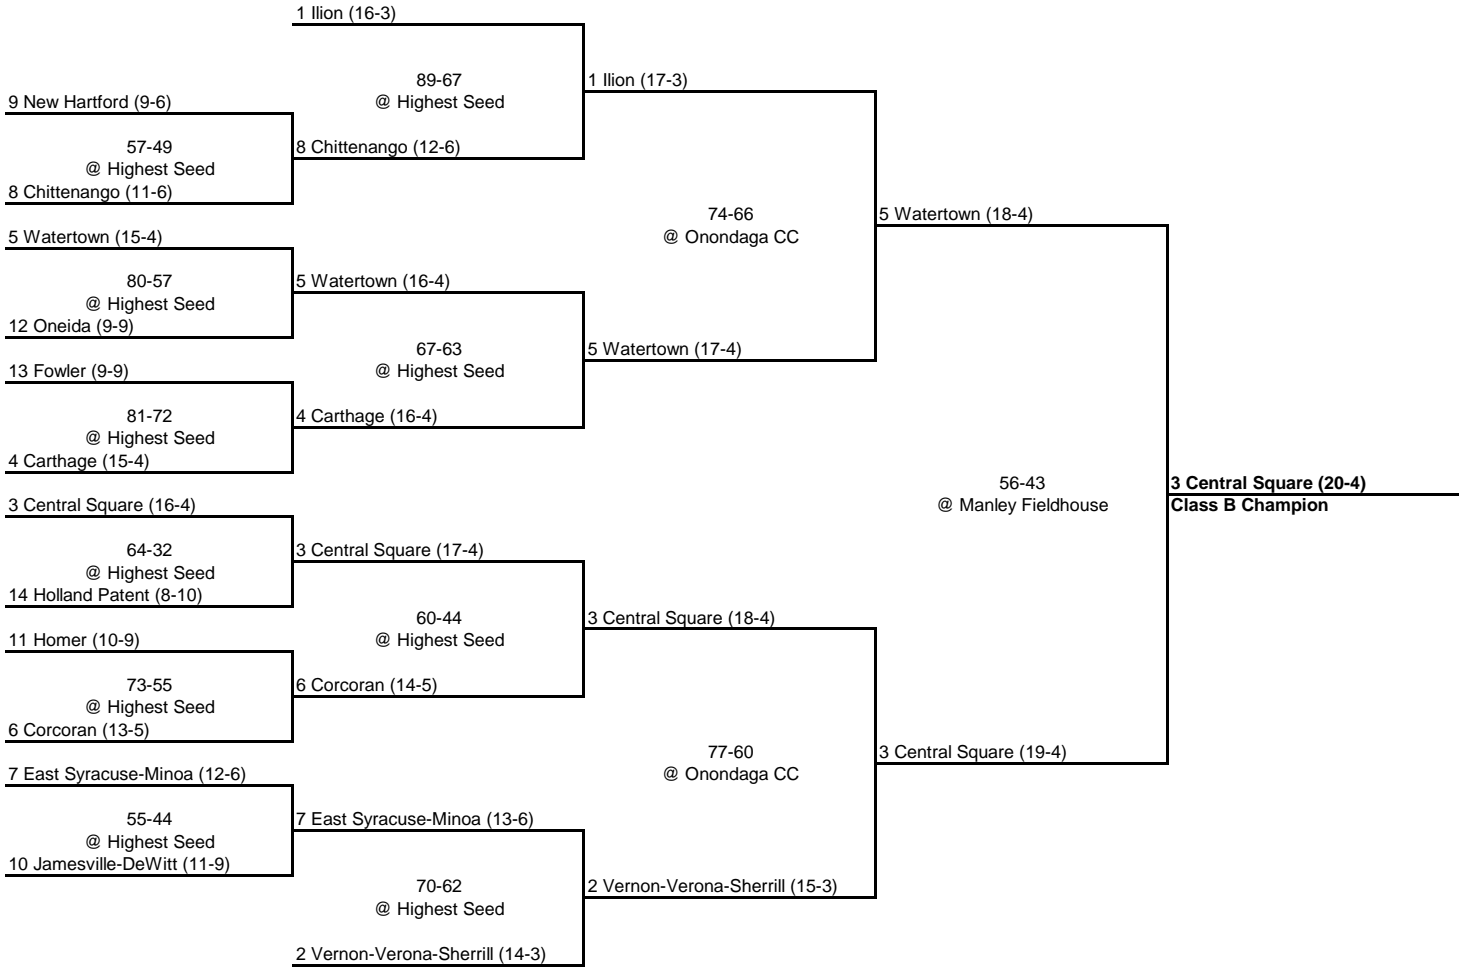 1 Ilion (16-3)
89-67
@ Highest Seed
1 Ilion (17-3)
9 New Hartford (9-6)
57-49
@ Highest Seed
8 Chittenango (12-6)
8 Chittenango (11-6)
74-66
@ Onondaga CC
5 Watertown (18-4)
5 Watertown (15-4)
80-57
@ Highest Seed
5 Watertown (16-4)
12 Oneida (9-9)
67-63
@ Highest Seed
5 Watertown (17-4)
13 Fowler (9-9)
81-72
@ Highest Seed
4 Carthage (16-4)
4 Carthage (15-4)
56-43
@ Manley Fieldhouse
3 Central Square (20-4)
Class B Champion
3 Central Square (16-4)
64-32
@ Highest Seed
3 Central Square (17-4)
14 Holland Patent (8-10)
60-44
@ Highest Seed
3 Central Square (18-4)
11 Homer (10-9)
73-55
@ Highest Seed
6 Corcoran (14-5)
6 Corcoran (13-5)
77-60
@ Onondaga CC
3 Central Square (19-4)
7 East Syracuse-Minoa (12-6)
55-44
@ Highest Seed
7 East Syracuse-Minoa (13-6)
10 Jamesville-DeWitt (11-9)
70-62
@ Highest Seed
2 Vernon-Verona-Sherrill (15-3)
2 Vernon-Verona-Sherrill (14-3)